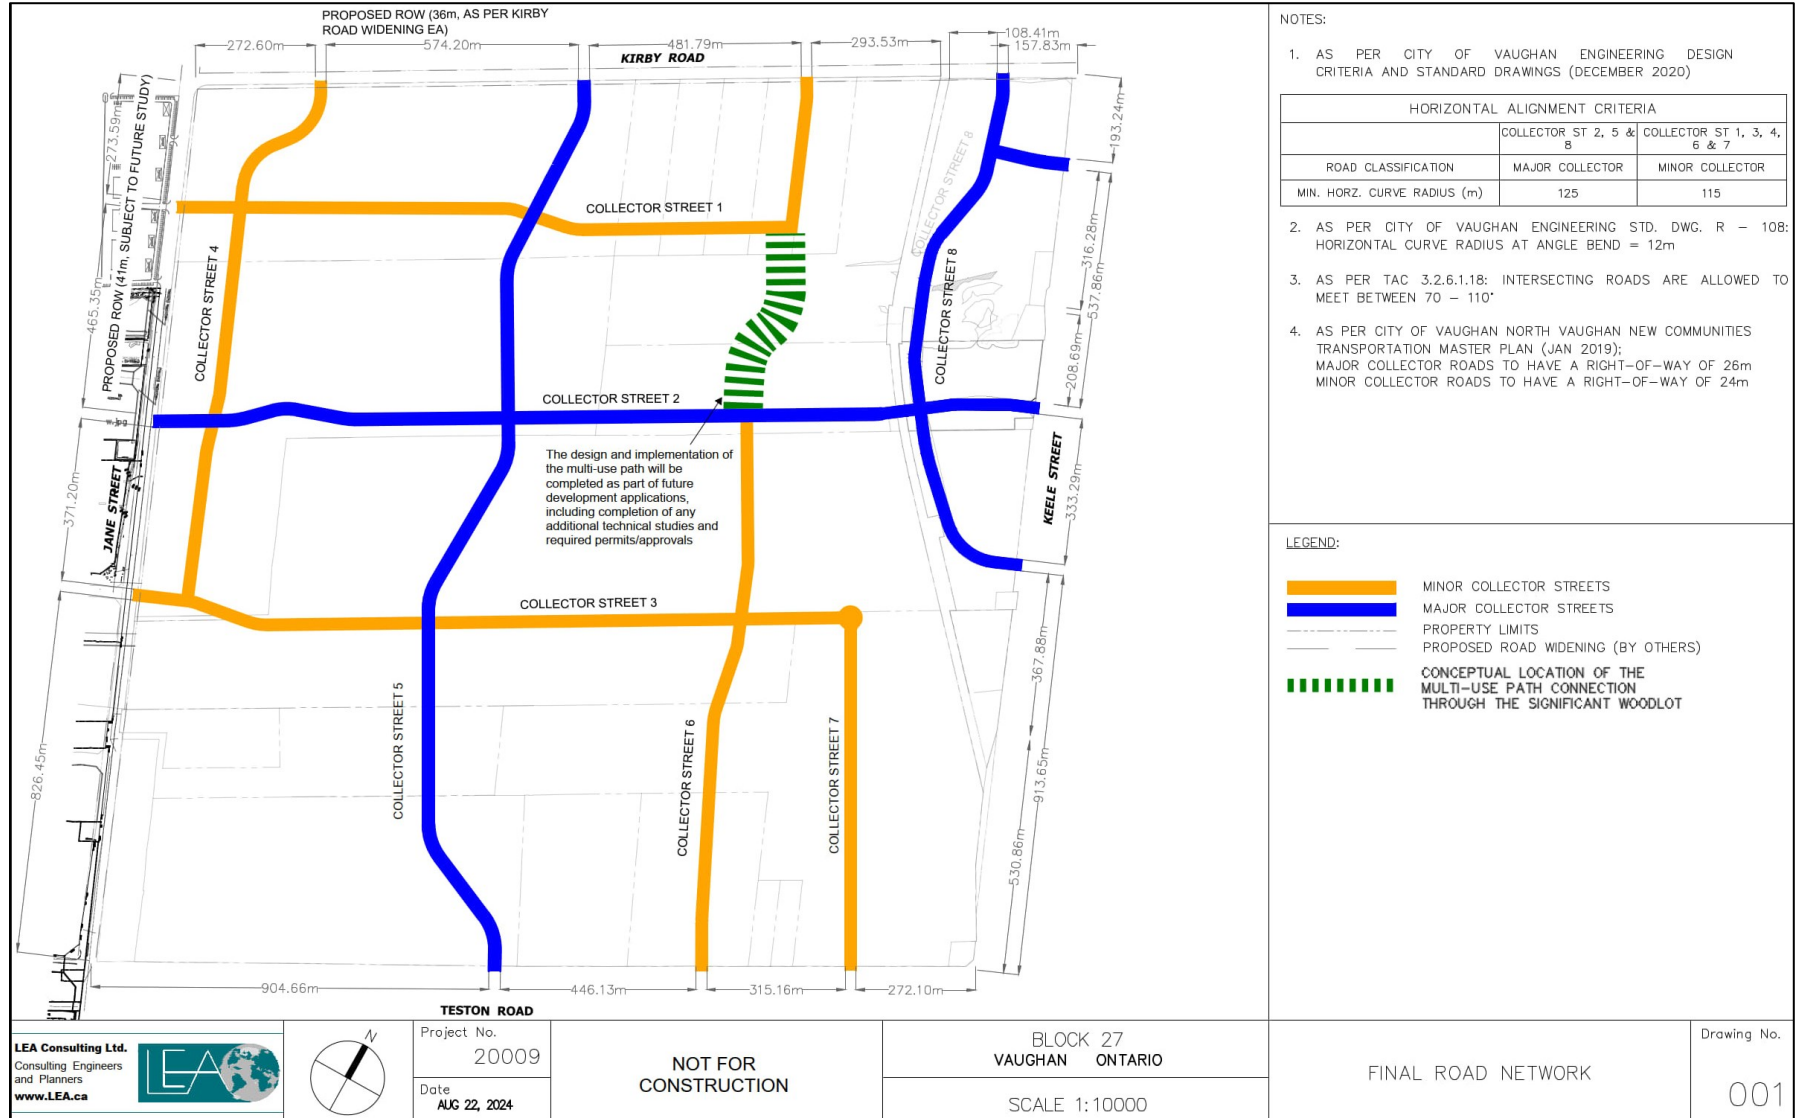 PROPOSED ROW (36m, AS PER KIRBY
ROAD WIDENING EA)
272.60m
574.20m
481.79m
293.53m
108.41m
157.83m
KIRBY ROAD
273.59m
PROPOSED ROW (41m, SUBJECT TO FUTURE STUDY)
465.35m
193.24m
COLLECTOR STREET 8
COLLECTOR STREET 1
COLLECTOR STREET 4
COLLECTOR STREET 8
316.28m
537.86m
208.69m
COLLECTOR STREET 2
w.jpg
The design and implementation of
the multi-use path will be
completed as part of future
development applications,
including completion of any
additional technical studies and
required permits/approvals
371.20m
JANE STREET
KEELE STREET
333.29m
COLLECTOR STREET 3
826.45m
COLLECTOR STREET 5
COLLECTOR STREET 6
COLLECTOR STREET 7
367.88m
913.65m
530.86m
904.66m
446.13m
315.16m
272.10m
TESTON ROAD
NOTES:
1. AS PER CITY OF VAUGHAN ENGINEERING DESIGN
CRITERIA AND STANDARD DRAWINGS (DECEMBER 2020)
HORIZONTAL ALIGNMENT CRITERIA
COLLECTOR ST 2, 5 &
8
COLLECTOR ST 1, 3, 4,
6 & 7
ROAD CLASSIFICATION MAJOR COLLECTOR MINOR COLLECTOR
MIN. HORZ. CURVE RADIUS (m) 125 115
2. AS PER CITY OF VAUGHAN ENGINEERING STD. DWG. R – 108:
HORIZONTAL CURVE RADIUS AT ANGLE BEND = 12m
3. AS PER TAC 3.2.6.1.18: INTERSECTING ROADS ARE ALLOWED TO
MEET BETWEEN 70 – 110°
4. AS PER CITY OF VAUGHAN NORTH VAUGHAN NEW COMMUNITIES
TRANSPORTATION MASTER PLAN (JAN 2019);
MAJOR COLLECTOR ROADS TO HAVE A RIGHT–OF–WAY OF 26m
MINOR COLLECTOR ROADS TO HAVE A RIGHT–OF–WAY OF 24m
LEGEND:
MINOR COLLECTOR STREETS
MAJOR COLLECTOR STREETS
PROPERTY LIMITS
PROPOSED ROAD WIDENING (BY OTHERS)
CONCEPTUAL LOCATION OF THE
MULTI–USE PATH CONNECTION
THROUGH THE SIGNIFICANT WOODLOT
LEA Consulting Ltd.
Consulting Engineers
and Planners
www.LEA.ca
LEA
N
Project No.
20009
Date
AUG 22, 2024
NOT FOR
CONSTRUCTION
BLOCK 27
VAUGHAN ONTARIO
SCALE 1:10000
FINAL ROAD NETWORK
Drawing No.
001